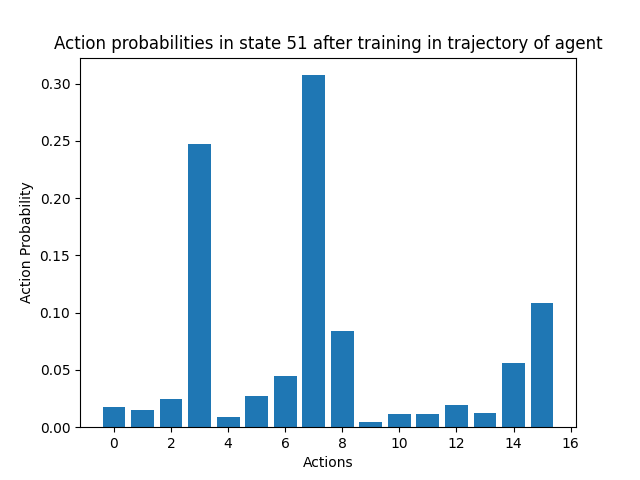 Action probabilities in state 51 after training in trajectory of agent
0.30
0.25
0.20
0.15
0.10
0.05
0.00
Action Probability
0 2 4 6 8 10 12 14 16
Actions